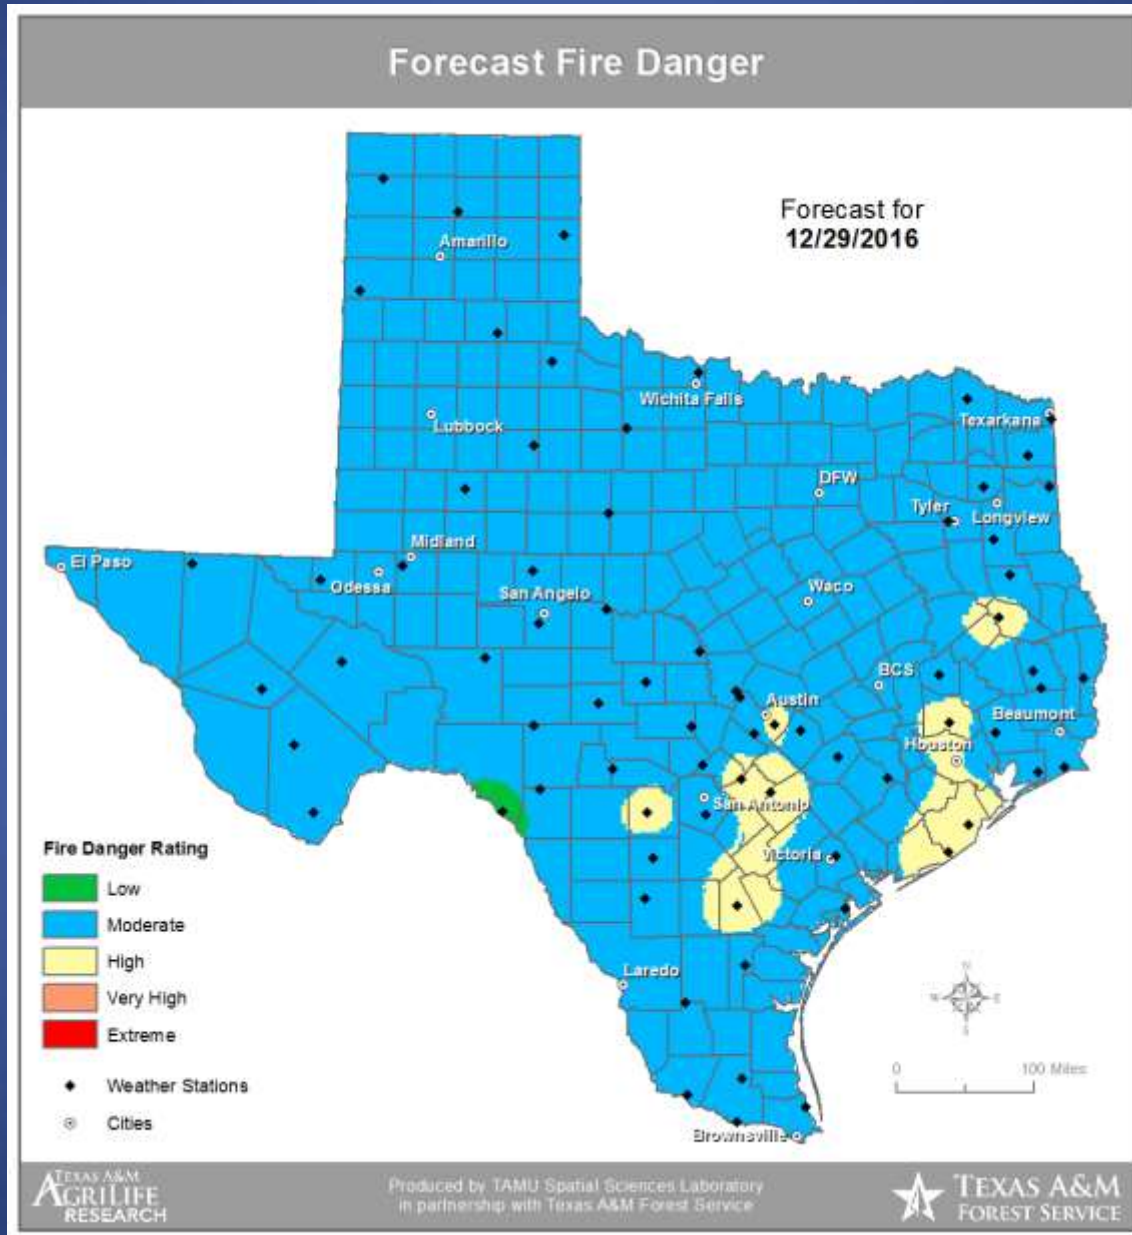 Forecast Fire Danger
Forecast for
12/29/2016
Amarillo
Wichita Falls
Lubbock
Texarkana
DFW
Tyler
Longview
El Paso
Midland
Odessa
San Angelo
Waco
BCS
Austin
Beaumont
Houston
San Antonio
Victoria
Laredo
Brownsville
Fire Danger Rating
Low
Moderate
High
Very High
Extreme
Weather Stations
Cities
N
W
E
S
0 100 Miles
TEXAS A&M
AGRILIFE
RESEARCH
Produced by TAMU Spatial Sciences Laboratory
in partnership with Texas A&M Forest Service
TEXAS A&M
FOREST SERVICE